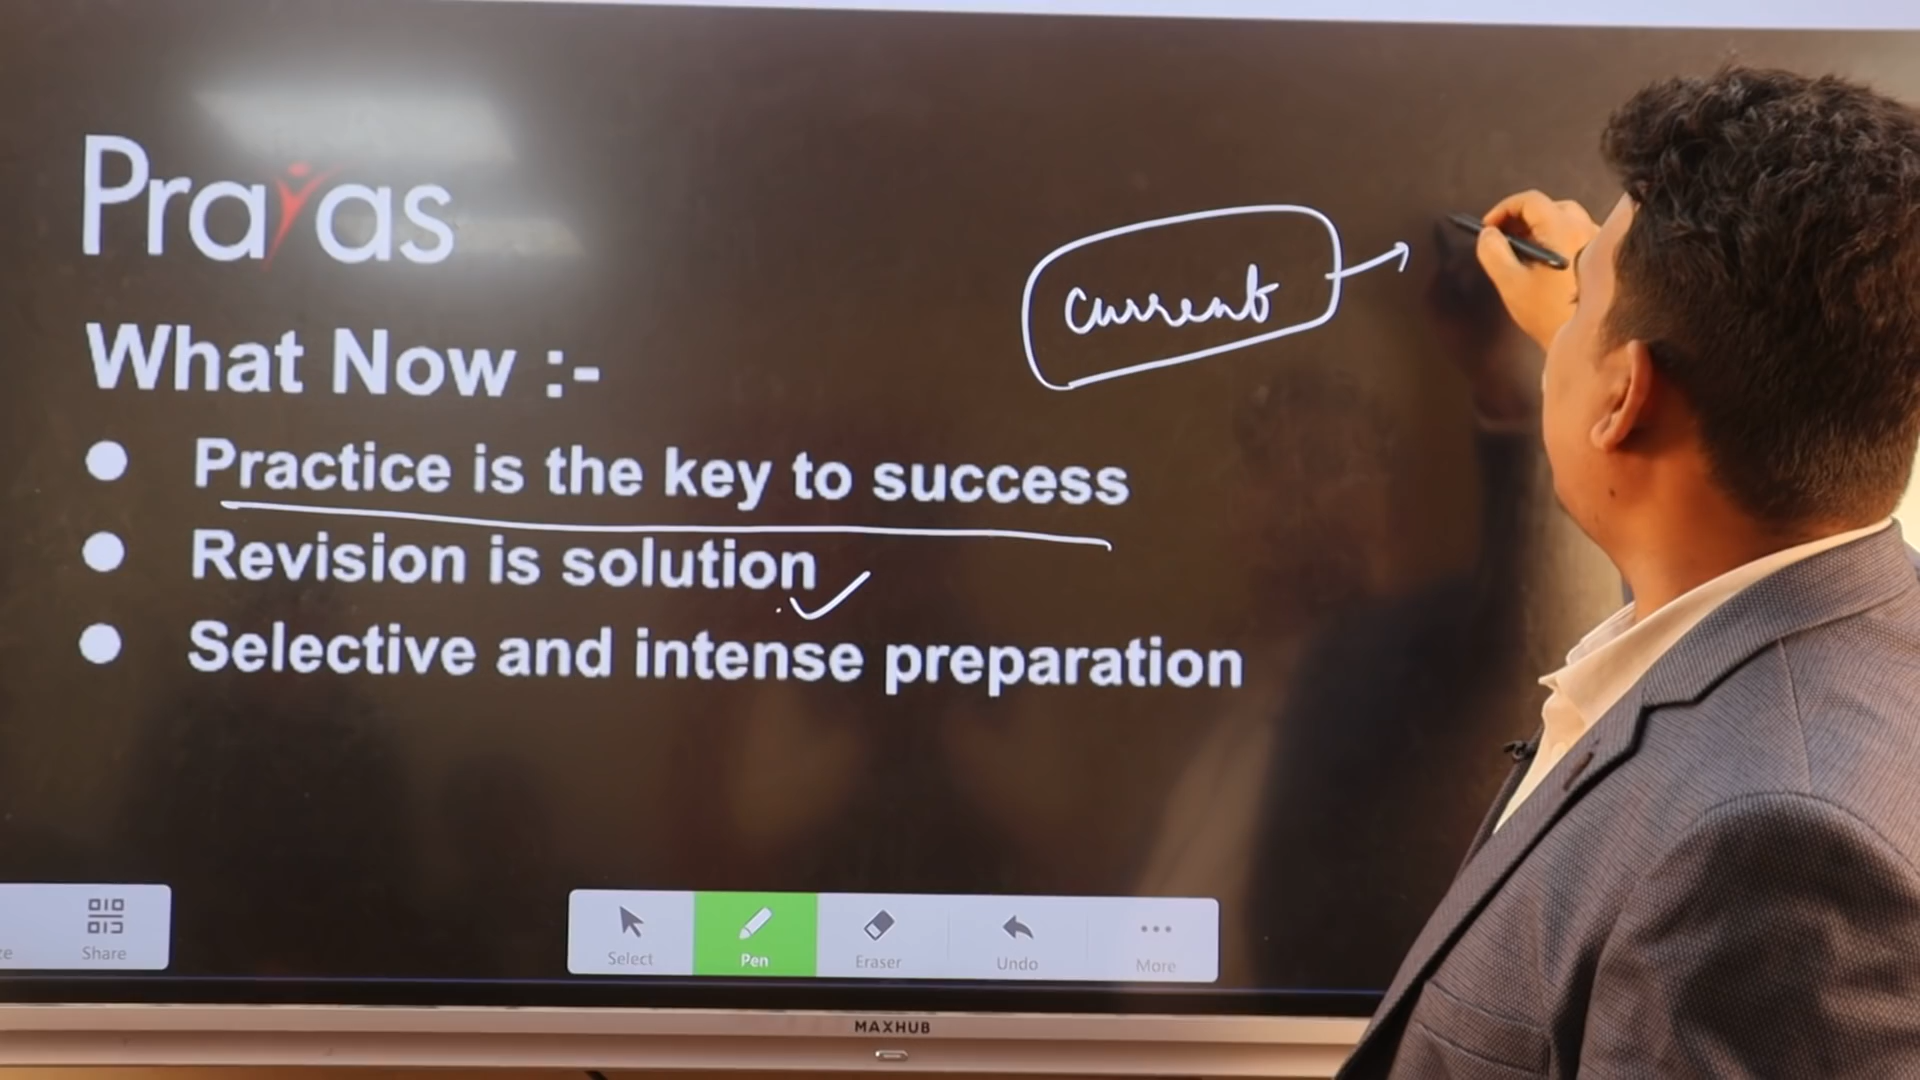 Prayas
current
What Now :-
Practice is the key to success
Revision is solution
Selective and intense preparation
Share
Select
Pen
Eraser
Undo
More
MAXHUB